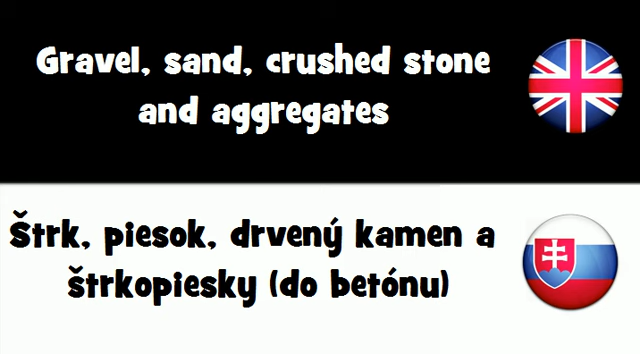 Gravel, sand, crushed stone
and aggregates
Štrk, piesok, drvený kamen a
štrkopiesky (do betónu)